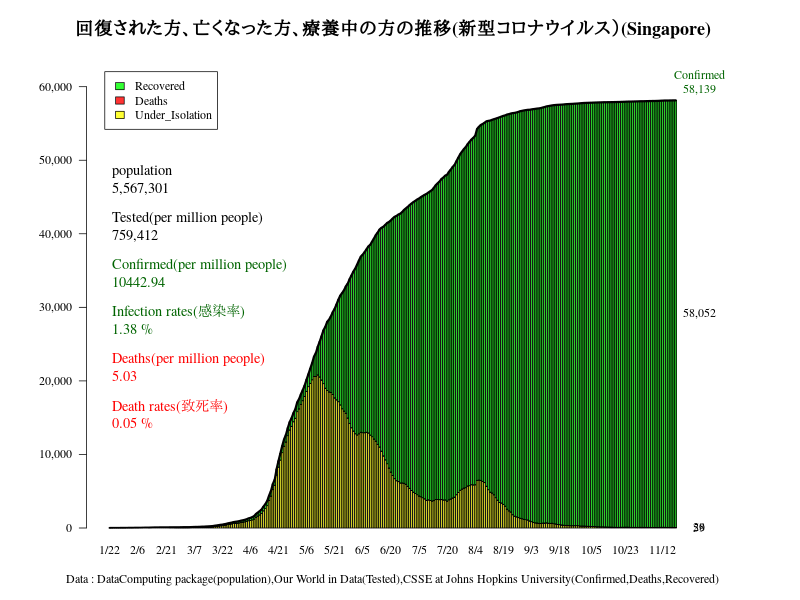 回復された方、亡くなった方、療養中の方の推移(新型コロナウイルス)(Singapore)
Confirmed
58,139
Recovered
Deaths
Under_Isolation
60,000
50,000
40,000
30,000
20,000
10,000
0
population
5,567,301
Tested(per million people)
759,412
Confirmed(per million people)
10442.94
Infection rates(感染率)
1.38 %
Deaths(per million people)
5.03
Death rates(致死率)
0.05 %
58,052
1/22 2/6 2/21 3/7 3/22 4/6 4/21 5/6 5/21 6/5 6/20 7/5 7/20 8/4 8/19 9/3 9/18 10/5 10/23 11/12
Data : DataComputing package(population),Our World in Data(Tested),CSSE at Johns Hopkins University(Confirmed,Deaths,Recovered)